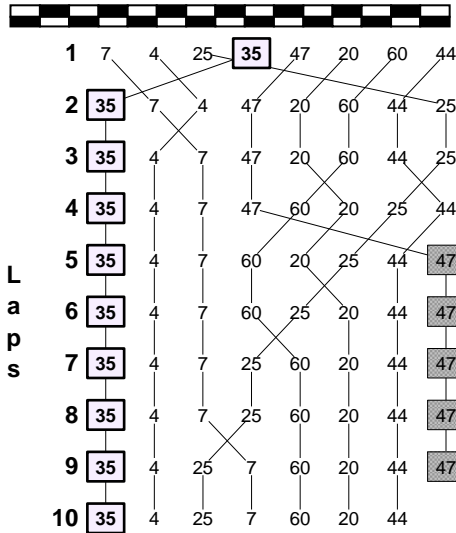 1 7 4 25 35 47 20 60 44
2 35 7 4 47 20 60 44 25
3 35 4 7 47 20 60 44 25
4 35 4 7 47 60 20 25 44
5 35 4 7 60 20 25 44 47
6 35 4 7 60 25 20 44 47
7 35 4 7 25 60 20 44 47
8 35 4 7 25 60 20 44 47
9 35 4 25 7 60 20 44 47
10 35 4 25 7 60 20 44
Laps